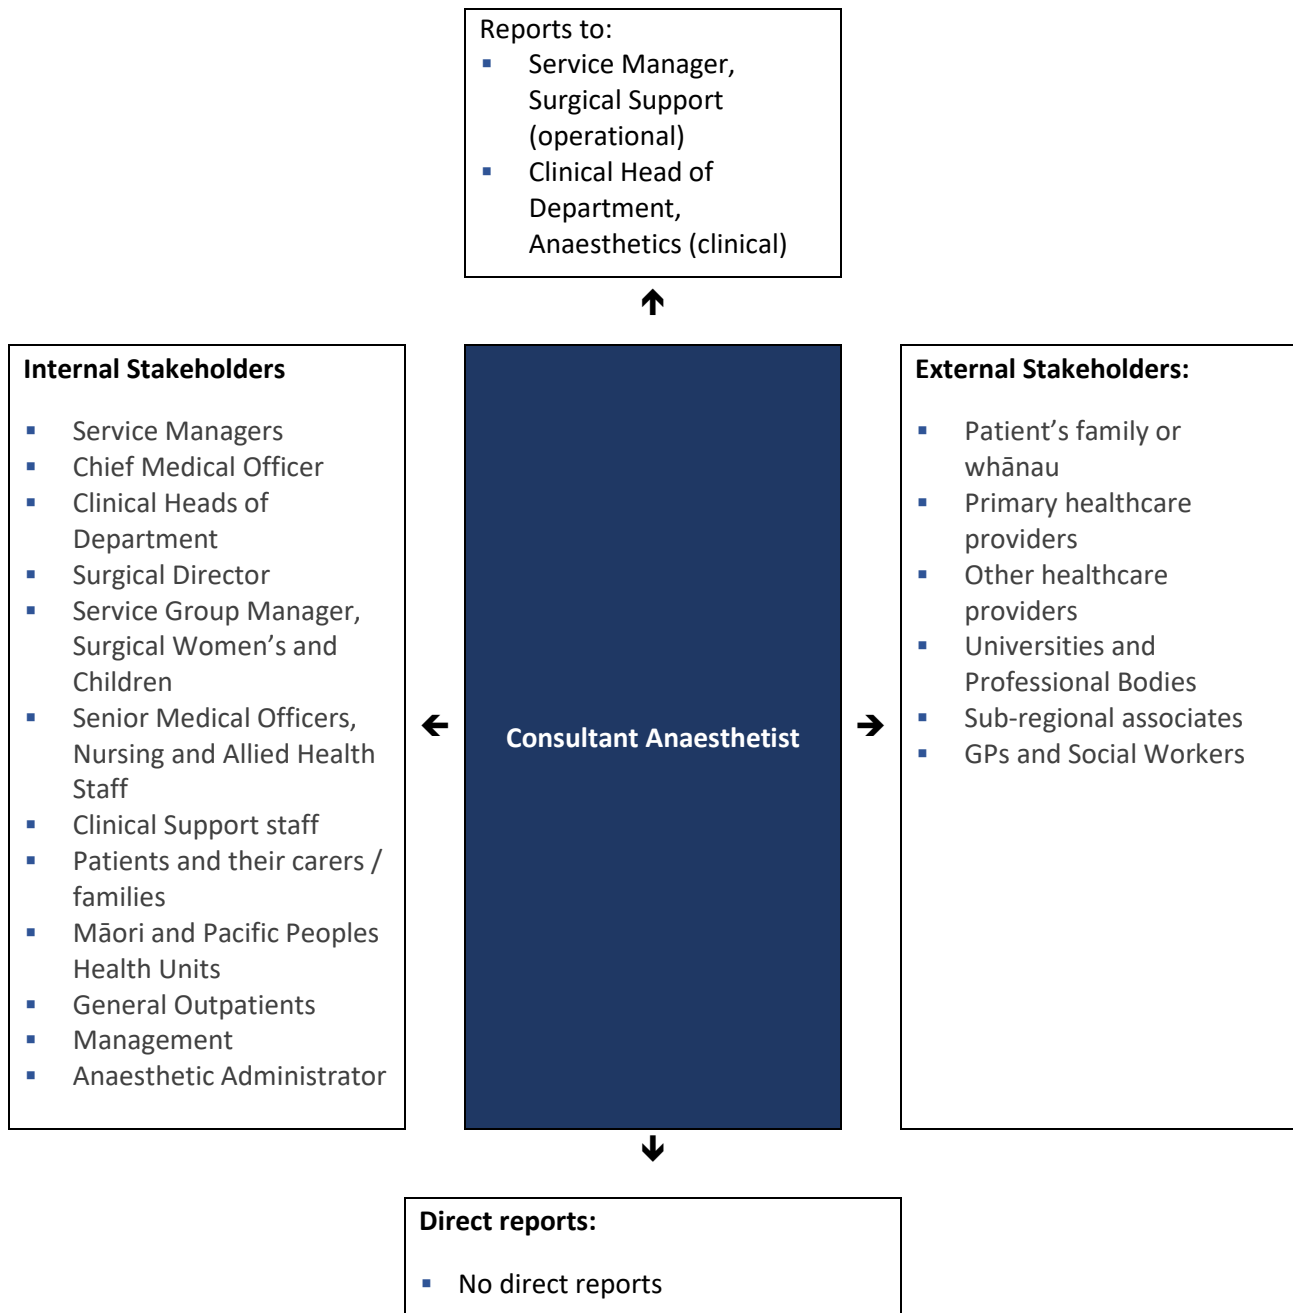 Reports to:
▪ Service Manager,
Surgical Support
(operational)
▪ Clinical Head of
Department,
Anaesthetics (clinical)
Internal Stakeholders
▪ Service Managers
▪ Chief Medical Officer
▪ Clinical Heads of
Department
▪ Surgical Director
▪ Service Group Manager,
Surgical Women’s and
Children
▪ Senior Medical Officers,
Nursing and Allied Health
Staff
▪ Clinical Support staff
▪ Patients and their carers /
families
▪ Māori and Pacific Peoples
Health Units
▪ General Outpatients
▪ Management
▪ Anaesthetic Administrator
Consultant Anaesthetist
External Stakeholders:
▪ Patient’s family or
whānau
▪ Primary healthcare
providers
▪ Other healthcare
providers
▪ Universities and
Professional Bodies
▪ Sub-regional associates
▪ GPs and Social Workers
Direct reports:
▪ No direct reports